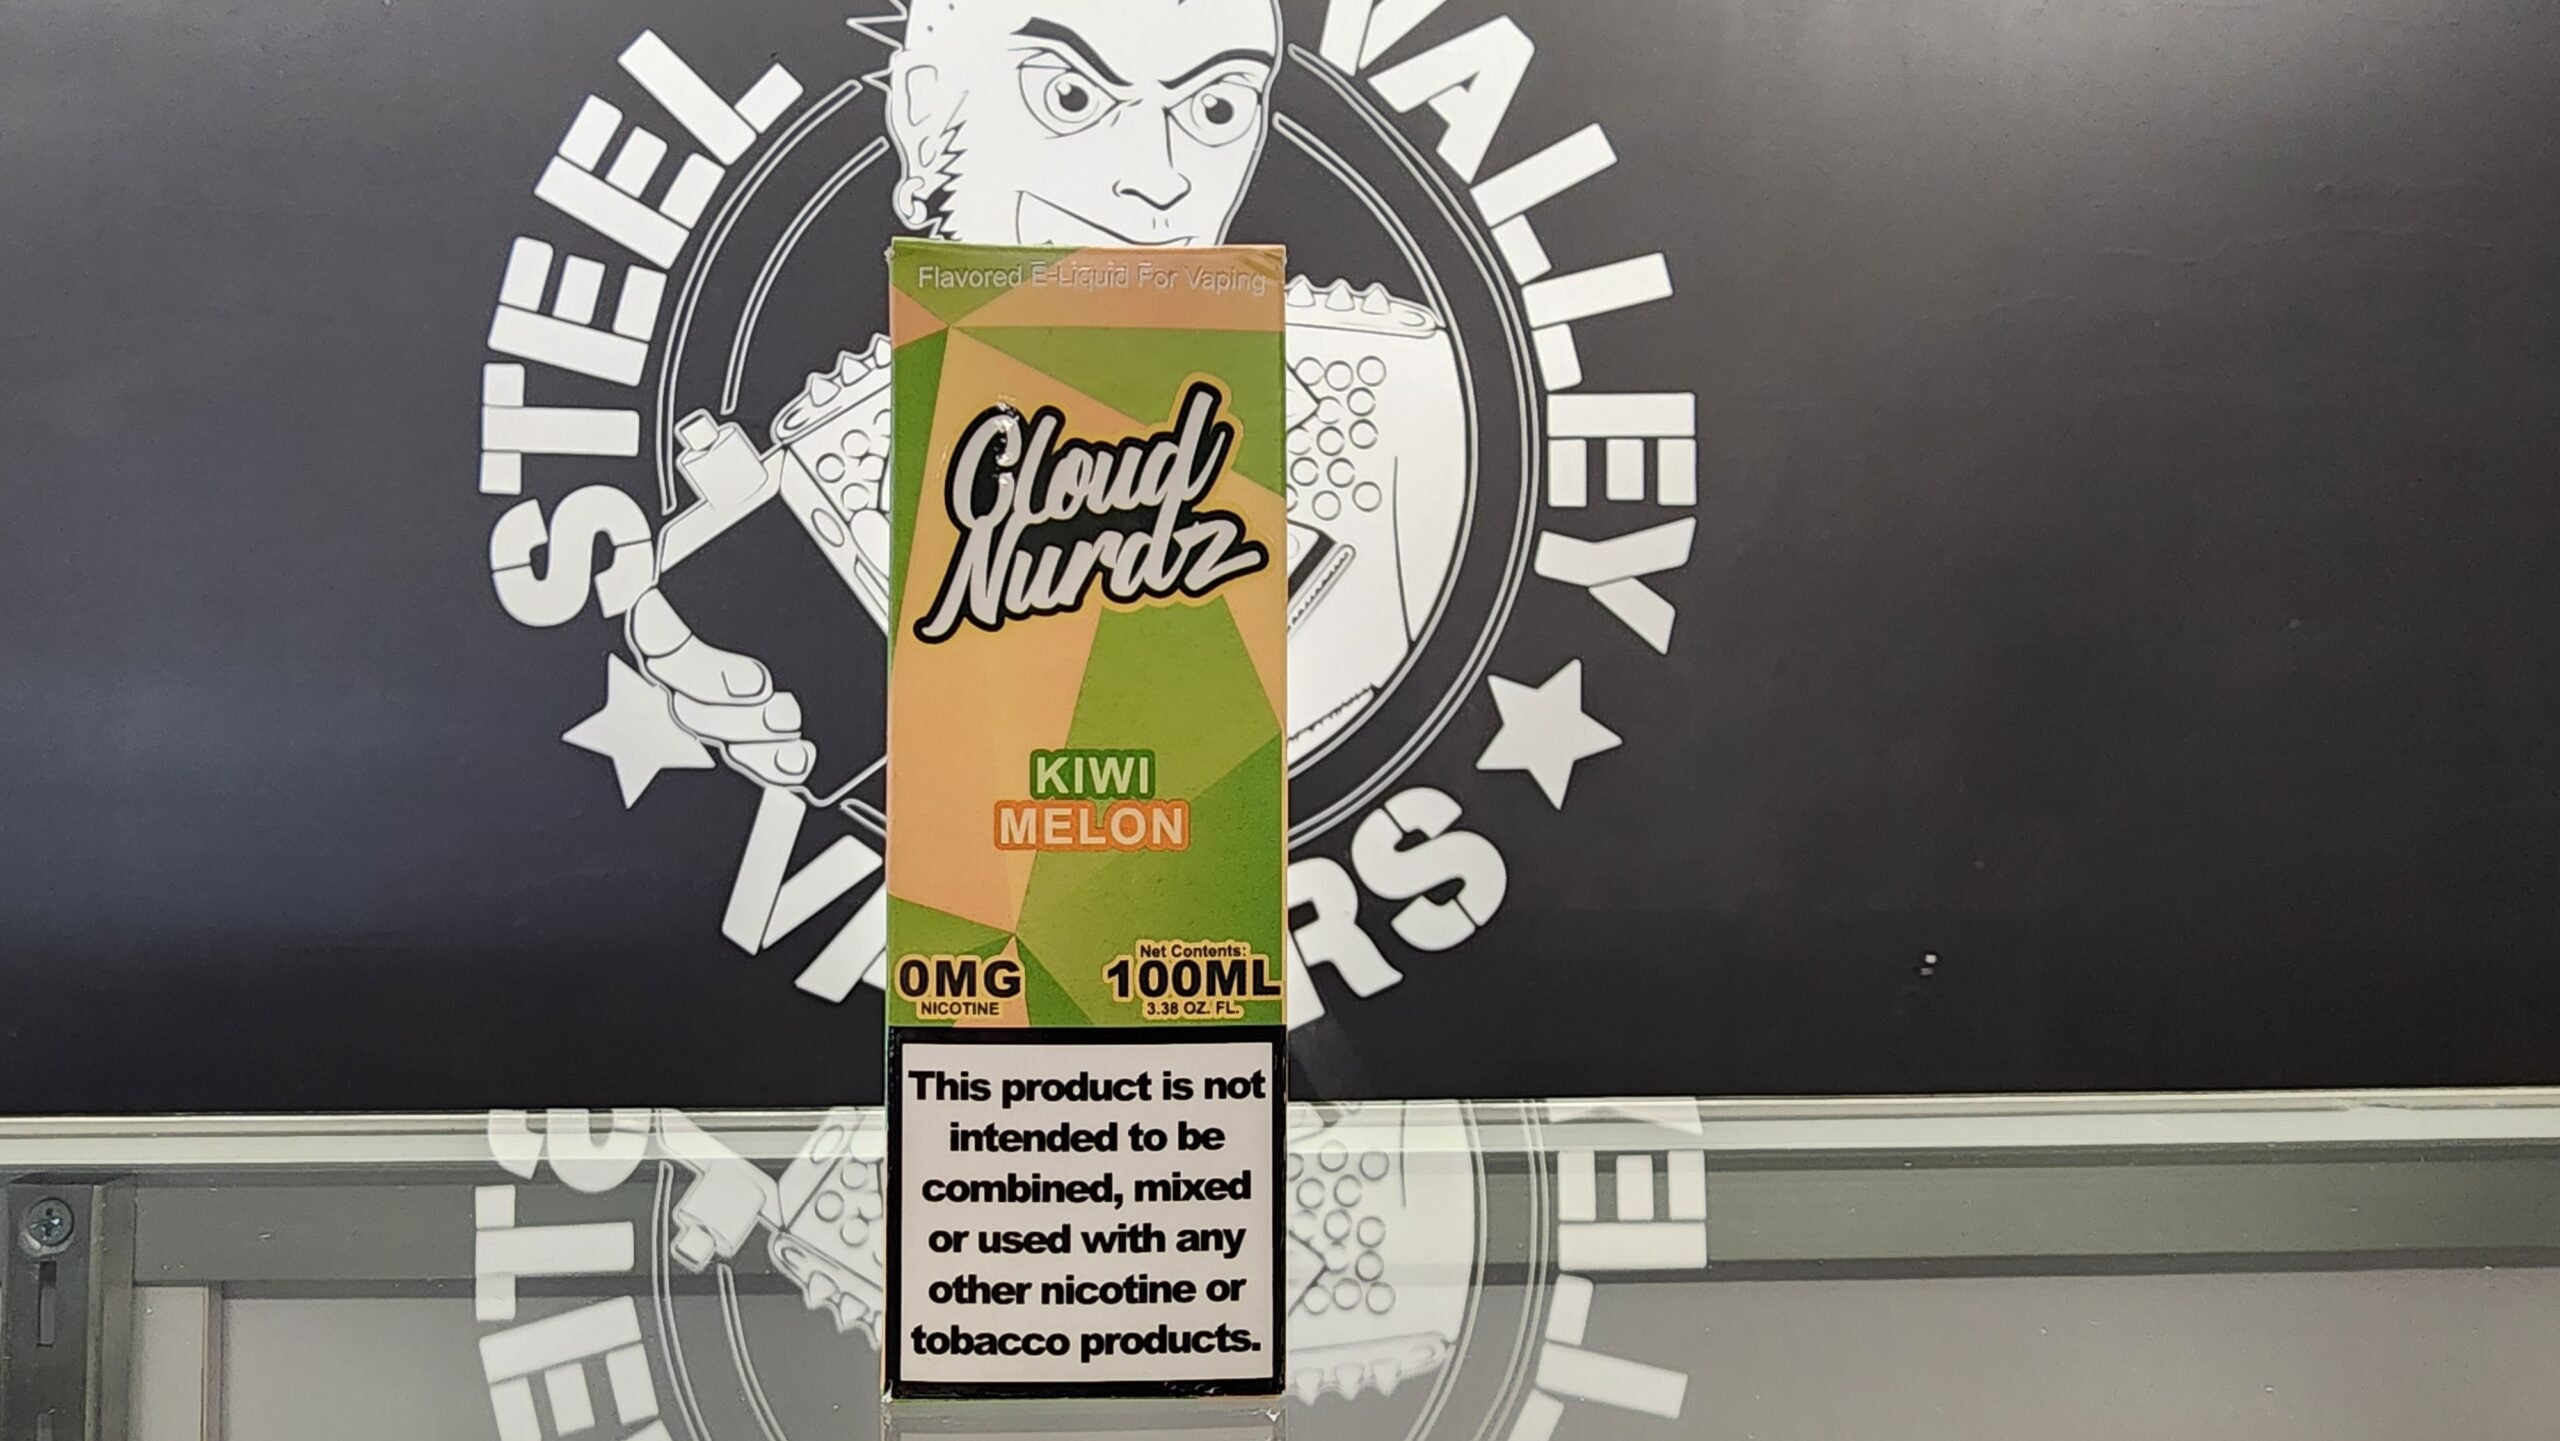 STEEL VALLEY
Flavored E-Liquid For Vaping
Cloud
Nurdz
KIWI
MELON
0MG
NICOTINE
Net Contents:
100ML
3.38 OZ. FL.
This product is not
intended to be
combined, mixed
or used with any
other nicotine or
tobacco products.